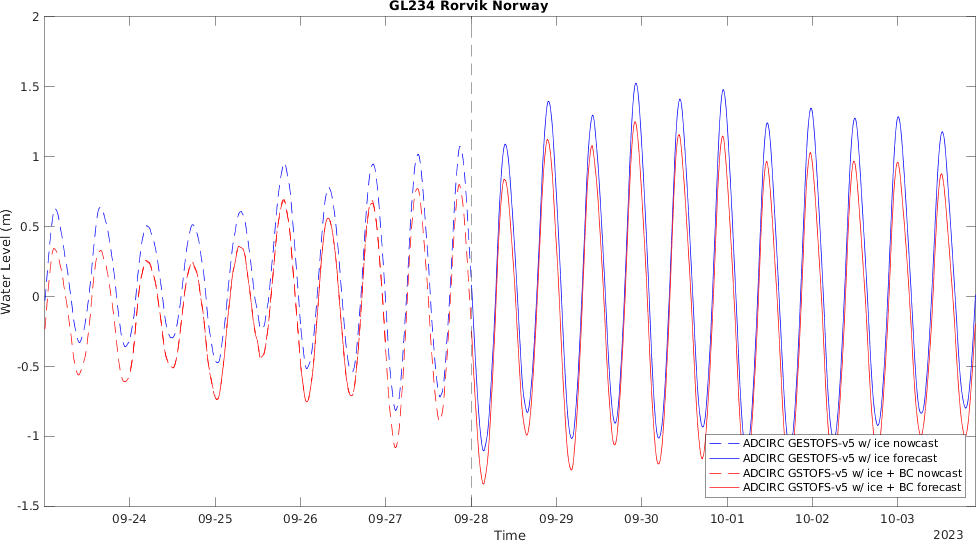 GL234 Rorvik Norway
2
1.5
1
0.5
0
-0.5
-1
-1.5
Water Level (m)
ADCIRC GESTOFS-v5 w/ ice nowcast
ADCIRC GESTOFS-v5 w/ ice forecast
ADCIRC GSTOFS-v5 w/ ice + BC nowcast
ADCIRC GSTOFS-v5 w/ ice + BC forecast
09-24 09-25 09-26 09-27 09-28 09-29 09-30 10-01 10-02 10-03
Time
2023